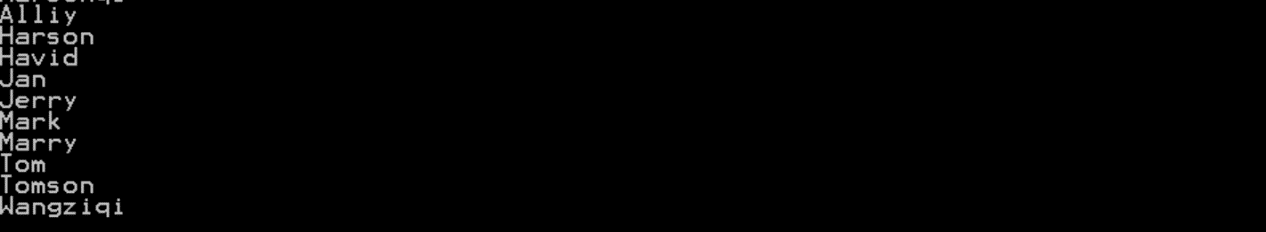 Alliy
Harson
Havid
Jan
Jerry
Mark
Marry
Tom
Tomson
Wangziqi